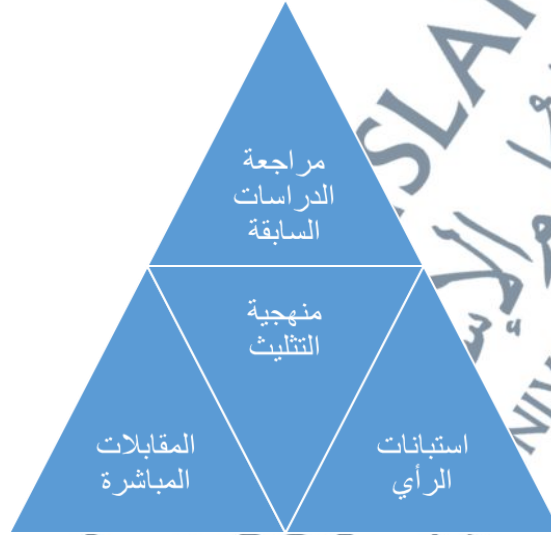 مراجعة
الدراسات
السابقة
منهجية
التثليث
المقابلات
المباشرة
استبانات
الرأي